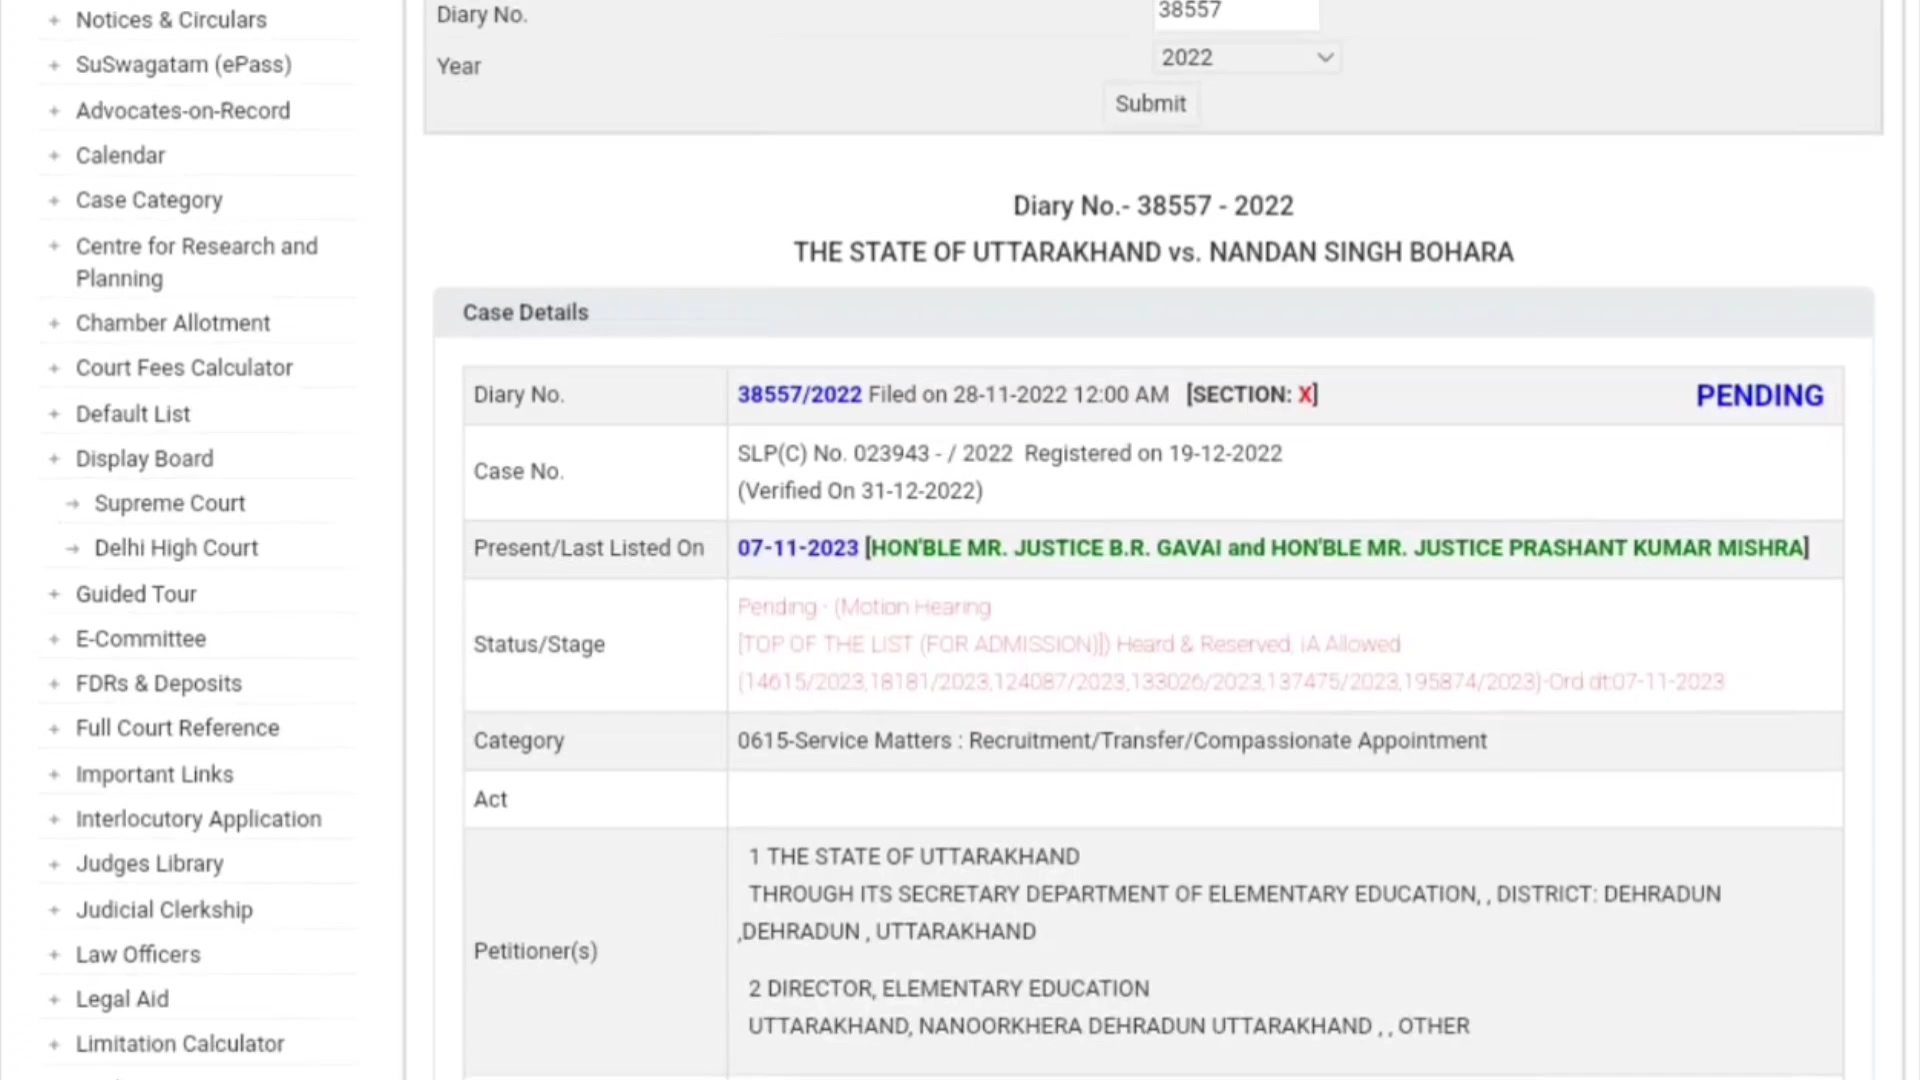 Notices & Circulars
SuSwagatam (ePass)
Advocates-on-Record
Calendar
Case Category
Centre for Research and
Planning
Chamber Allotment
Court Fees Calculator
Default List
Display Board
Supreme Court
Delhi High Court
Guided Tour
E-Committee
FDRs & Deposits
Full Court Reference
Important Links
Interlocutory Application
Judges Library
Judicial Clerkship
Law Officers
Legal Aid
Limitation Calculator
Diary No.
38557
Year
2022
Submit
Diary No.- 38557 - 2022
THE STATE OF UTTARAKHAND vs. NANDAN SINGH BOHARA
Case Details
Diary No.
38557/2022 Filed on 28-11-2022 12:00 AM [SECTION: X]
PENDING
Case No.
SLP(C) No. 023943 - / 2022 Registered on 19-12-2022
(Verified On 31-12-2022)
Present/Last Listed On
07-11-2023 [HON'BLE MR. JUSTICE B.R. GAVAI and HON'BLE MR. JUSTICE PRASHANT KUMAR MISHRA]
Status/Stage
Pending - (Motion Hearing
[TOP OF THE LIST (FOR ADMISSION)]) Heard & Reserved, IA Allowed
(14615/2023,18181/2023,124087/2023,133026/2023,137475/2023,195874/2023)-Ord dt:07-11-2023
Category
0615-Service Matters : Recruitment/Transfer/Compassionate Appointment
Act
Petitioner(s)
1 THE STATE OF UTTARAKHAND
THROUGH ITS SECRETARY DEPARTMENT OF ELEMENTARY EDUCATION, , DISTRICT: DEHRADUN
,DEHRADUN , UTTARAKHAND
2 DIRECTOR, ELEMENTARY EDUCATION
UTTARAKHAND, NANOORKHERA DEHRADUN UTTARAKHAND , , OTHER